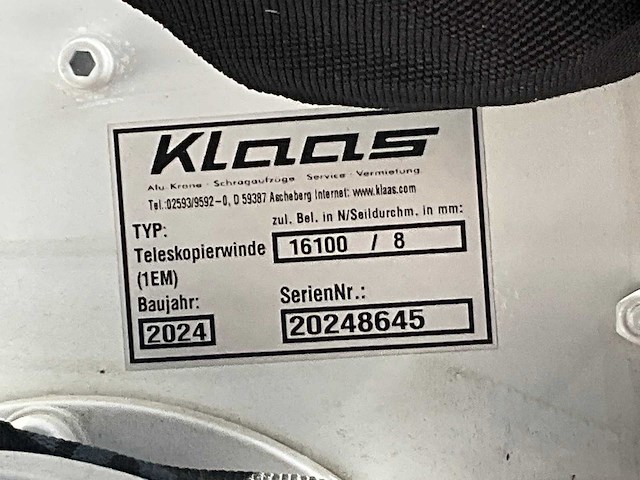 Klaas
Alu. Krane · Schrägaufzüge · Service · Vermietung.
Tel.:02593/9592-0, D 59387 Ascheberg Internet: www.klaas.com
TYP:
zul. Bel. in N/Seildurchm. in mm:
Teleskopierwinde
16100 / 8
(1EM)
Baujahr:
SerienNr.:
2024
20248645